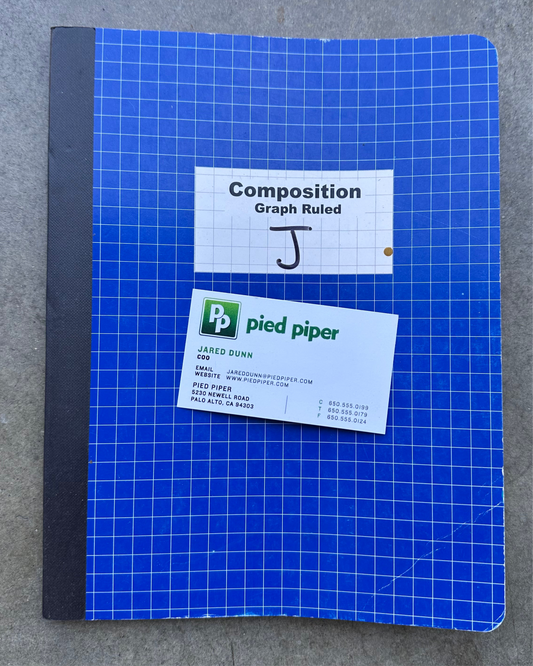 Composition
Graph Ruled
J
PP pied piper
JARED DUNN
COO
EMAIL JAREDDUNN@PIEDPIPER.COM
WEBSITE WWW.PIEDPIPER.COM
PIED PIPER
5230 NEWELL ROAD
PALO ALTO, CA 94303
C 650.555.0199
T 650.555.0179
F 650.555.0124